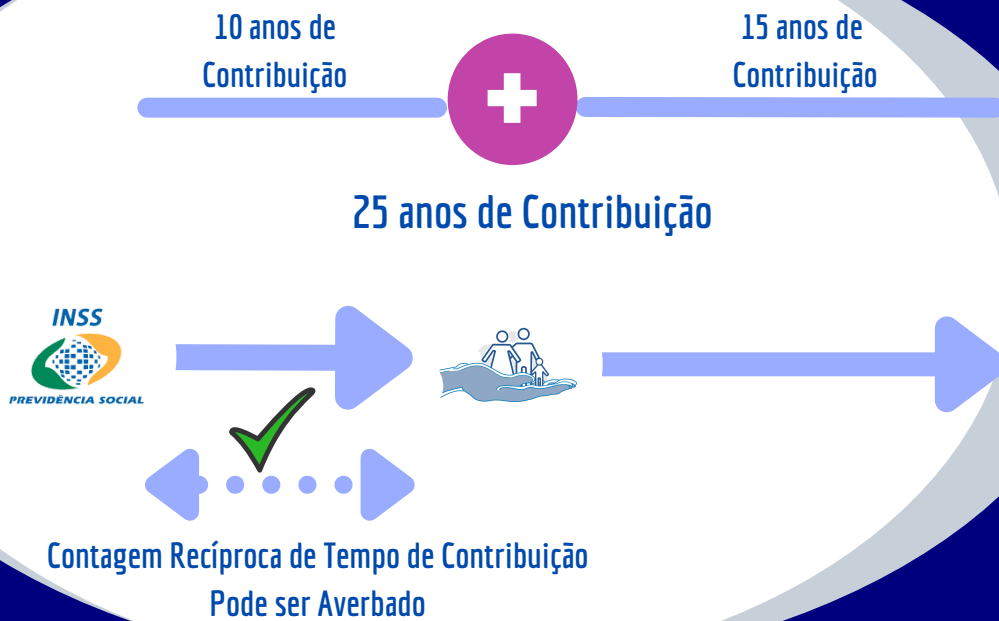 10 anos de
Contribuição
15 anos de
Contribuição
25 anos de Contribuição
INSS
PREVIDÊNCIA SOCIAL
Contagem Recíproca de Tempo de Contribuição
Pode ser Averbado